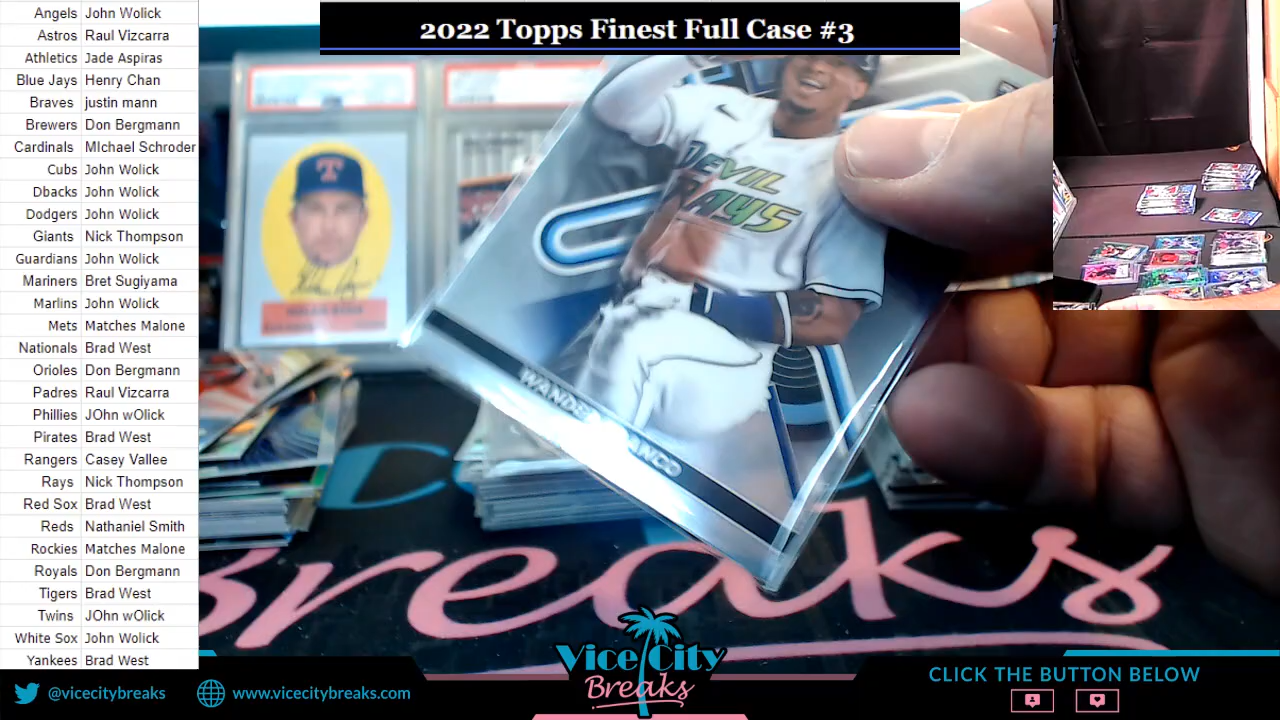 2022 Topps Finest Full Case #3
Angels John Wolick
Astros Raul Vizcarra
Athletics Jade Aspiras
Blue Jays Henry Chan
Braves justin mann
Brewers Don Bergmann
Cardinals MIchael Schroder
Cubs John Wolick
Dbacks John Wolick
Dodgers John Wolick
Giants Nick Thompson
Guardians John Wolick
Mariners Bret Sugiyama
Marlins John Wolick
Mets Matches Malone
Nationals Brad West
Orioles Don Bergmann
Padres Raul Vizcarra
Phillies JOhn wOlick
Pirates Brad West
Rangers Casey Vallee
Rays Nick Thompson
Red Sox Brad West
Reds Nathaniel Smith
Rockies Matches Malone
Royals Don Bergmann
Tigers Brad West
Twins JOhn wOlick
White Sox John Wolick
Yankees Brad West
T
DEVIL
RAYS
Breaks
Vice City
Breaks
@vicecitybreaks
www.vicecitybreaks.com
CLICK THE BUTTON BELOW